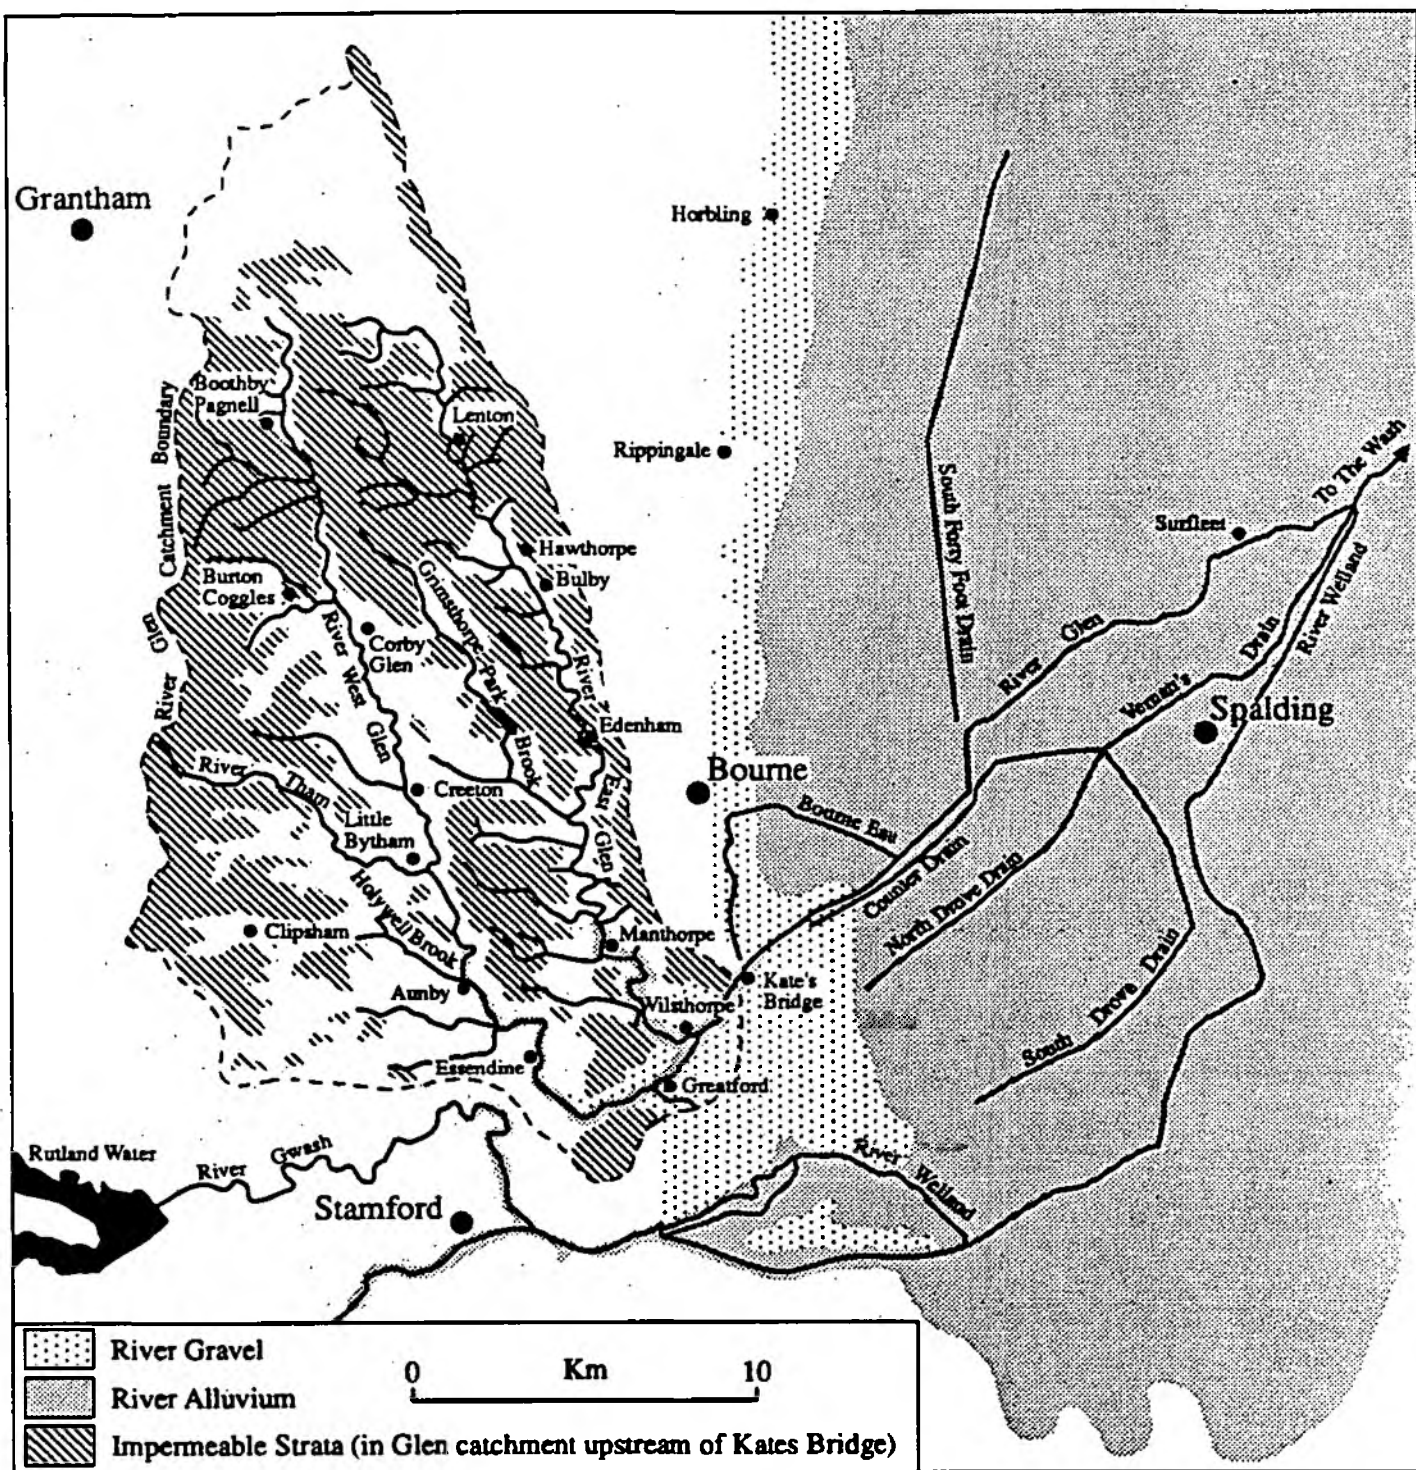 Grantham
Horbling
Boothby
Pagnell
Lenton
Rippingale
To The Wash
Surfleet
River Glen Catchment Boundary
South Forty Foot Drain
Hawthorpe
Bulby
Burton
Coggles
Grimsthorpe Park Brook
Corby
Glen
River West Glen
River East Glen
Edenham
River Glen
Vernatt's Drain
River Welland
Spalding
Bourne
River Tham
Creeton
Little
Bytham
Bourne Eau
Counter Drain
North Drove Drain
Holywell Brook
Clipsham
Manthorpe
Aunby
Wilsthorpe
Kate's
Bridge
South Drove Drain
Essendine
Greatford
Rutland Water
River Gwash
Stamford
River Welland
River Gravel
River Alluvium
Impermeable Strata (in Glen catchment upstream of Kates Bridge)
0 Km 10